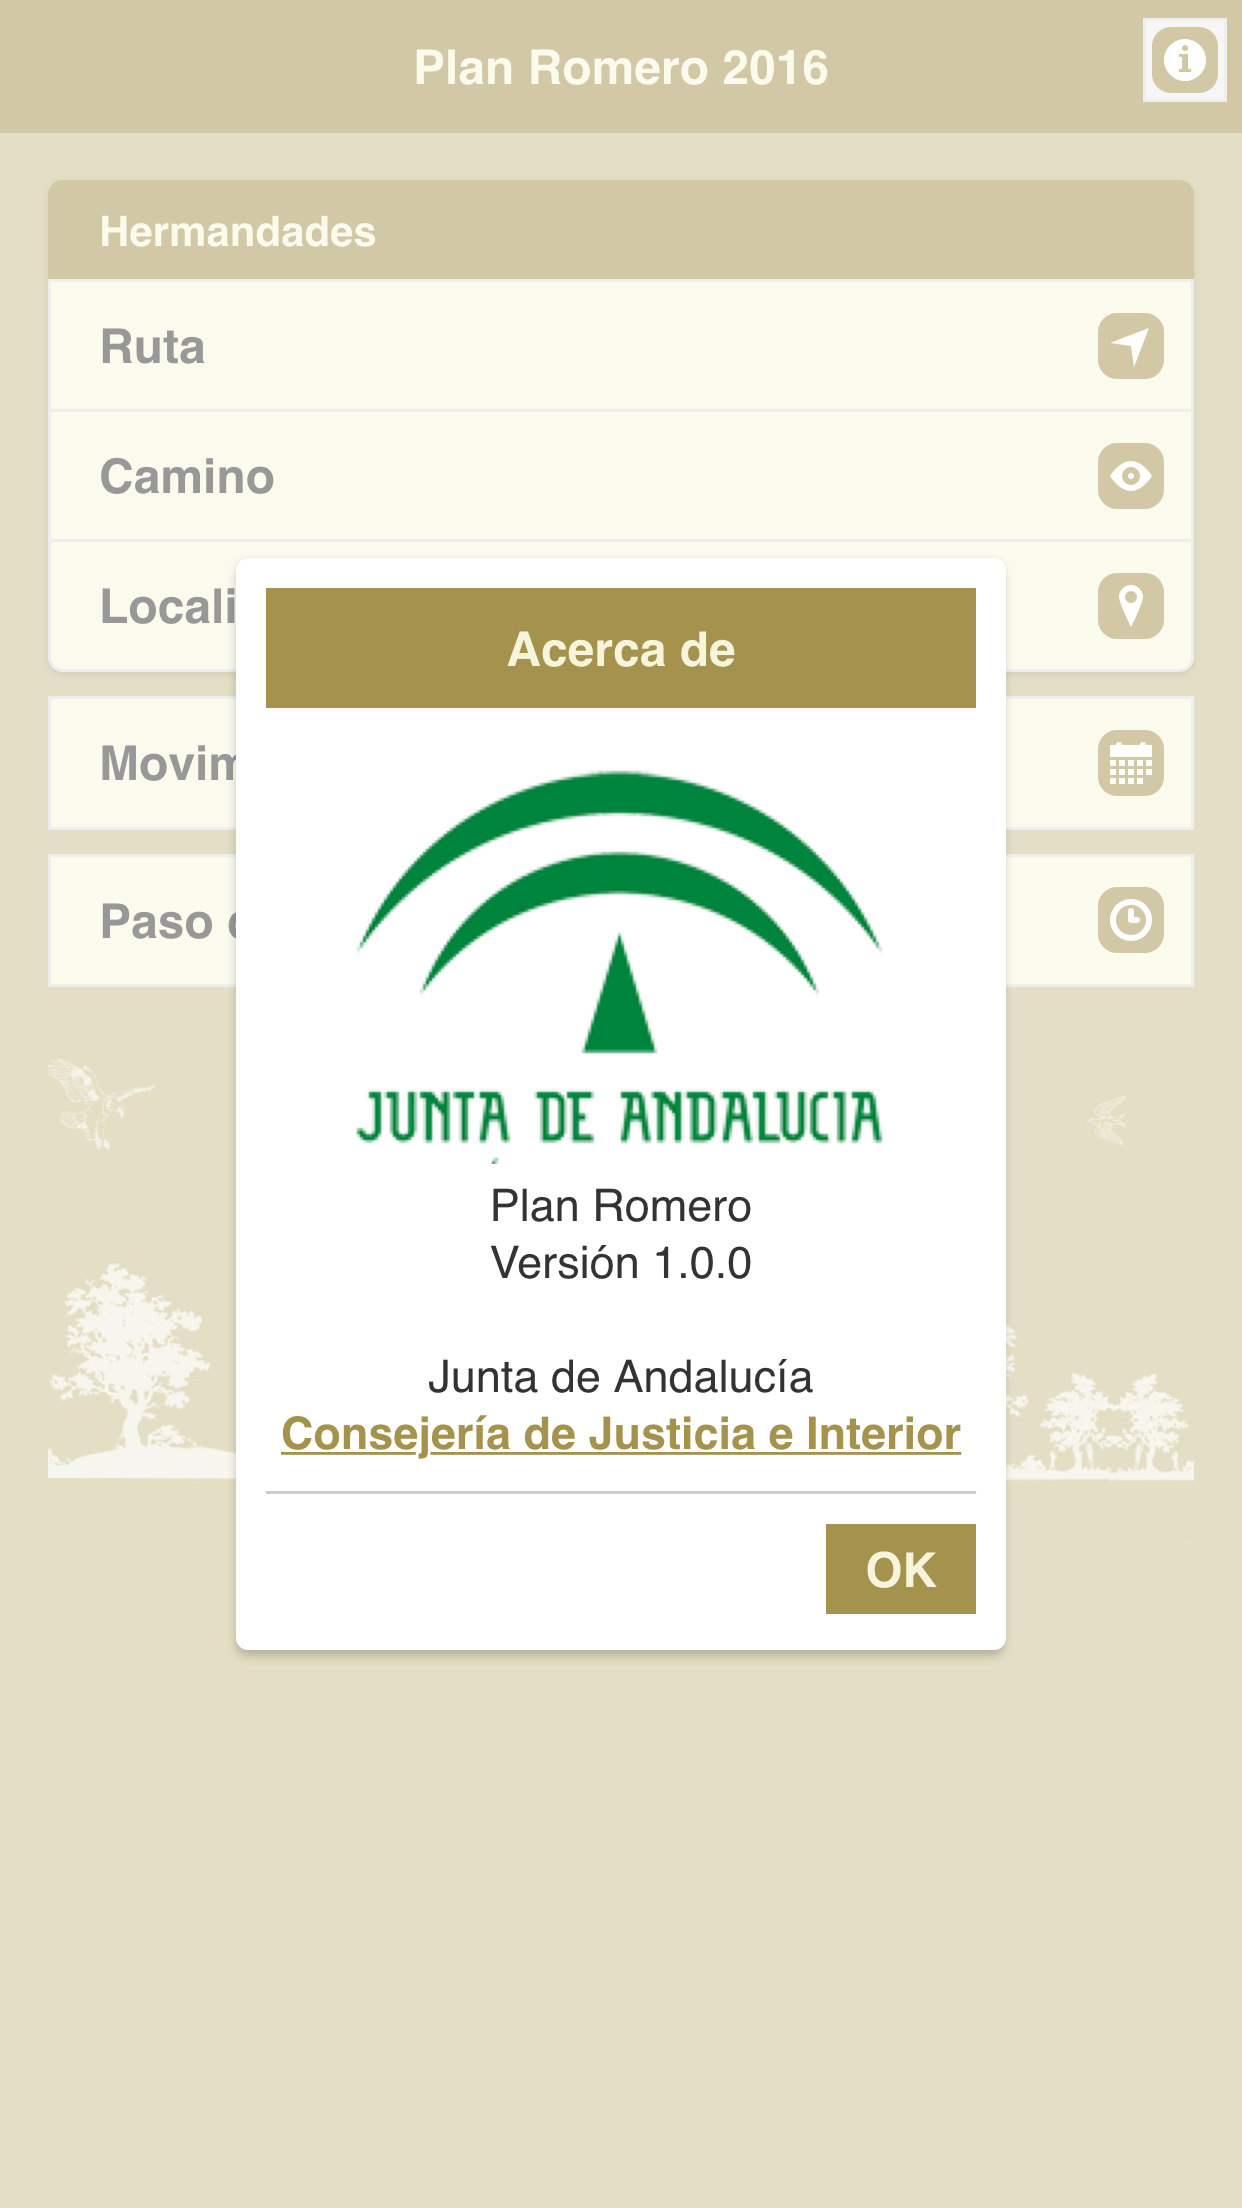 Plan Romero 2016
Hermandades
Ruta
Camino
Locali
Movim
Paso
Acerca de
JUNTA DE ANDALUCIA
Plan Romero
Versión 1.0.0
Junta de Andalucía
Consejería de Justicia e Interior
OK